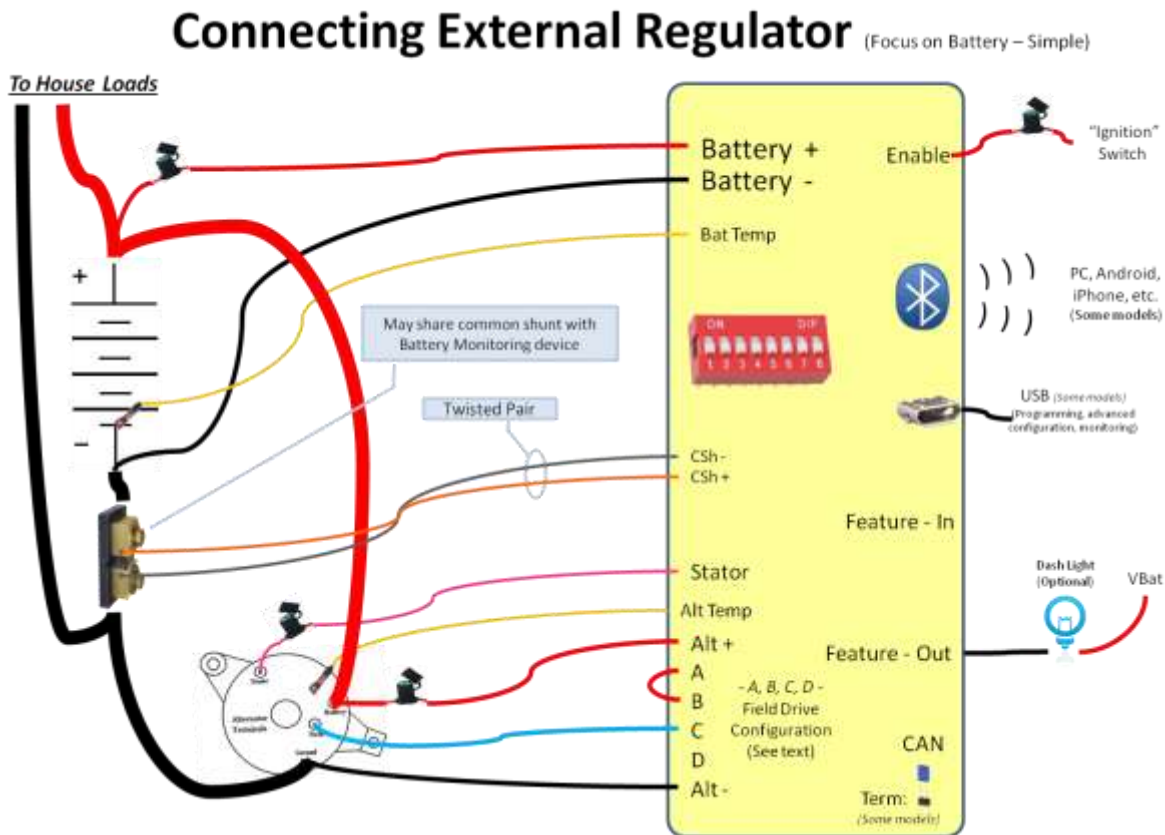 Connecting External Regulator (Focus on Battery – Simple)
To House Loads
Battery +
Battery -
Enable
"Ignition"
Switch
Bat Temp
+
-
May share common shunt with
Battery Monitoring device
ON DIP
1 2 3 4 5 6 7 8
PC, Android,
iPhone, etc.
(Some models)
Twisted Pair
USB (Some models)
(Programming, advanced
configuration, monitoring)
CSh -
CSh +
Feature - In
Stator
Alt Temp
Dash Light
(Optional)
VBat
Alt +
Feature - Out
A
B
C
D
Alt -
- A, B, C, D -
Field Drive
Configuration
(See text)
Alternator
Terminals
Battery
CAN
Term:
(Some models)